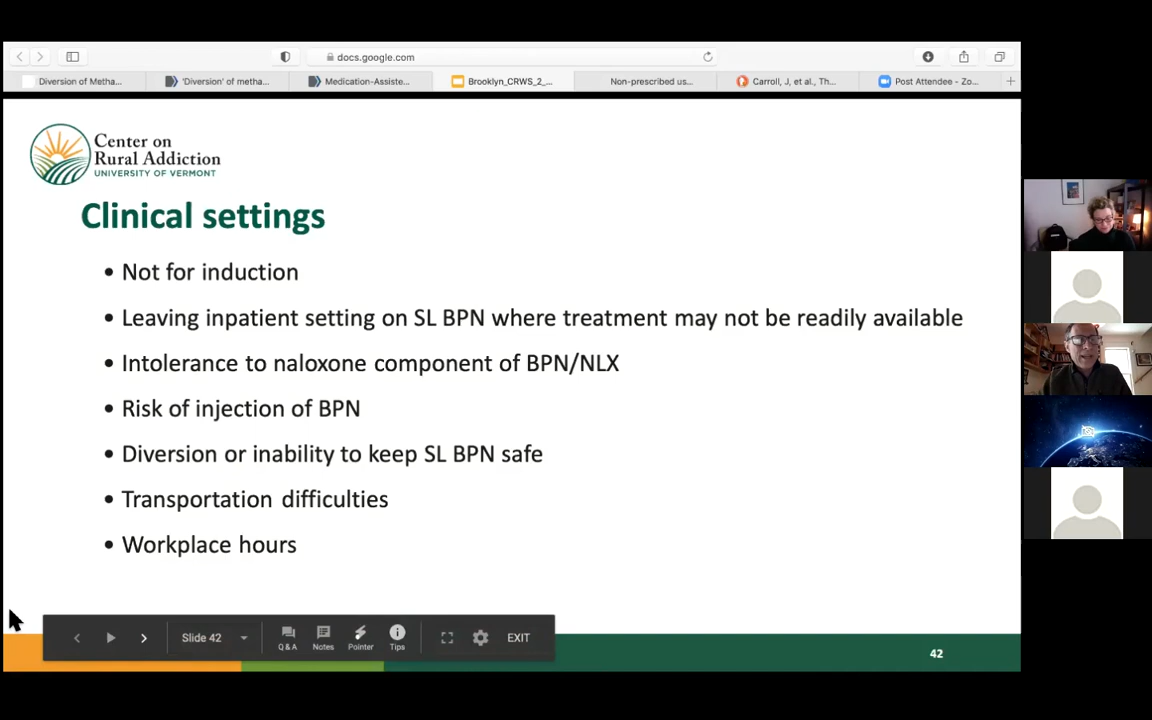 docs.google.com
Diversion of Metha...
'Diversion' of metha...
Medication-Assiste...
Brooklyn_CRWS_2_...
Non-prescribed us...
Carroll, J, et al., Th...
Post Attendee - Zo...
Center on
Rural Addiction
UNIVERSITY OF VERMONT
Clinical settings
• Not for induction
• Leaving inpatient setting on SL BPN where treatment may not be readily available
• Intolerance to naloxone component of BPN/NLX
• Risk of injection of BPN
• Diversion or inability to keep SL BPN safe
• Transportation difficulties
• Workplace hours
Slide 42
Q & A
Notes
Pointer
Tips
EXIT
42